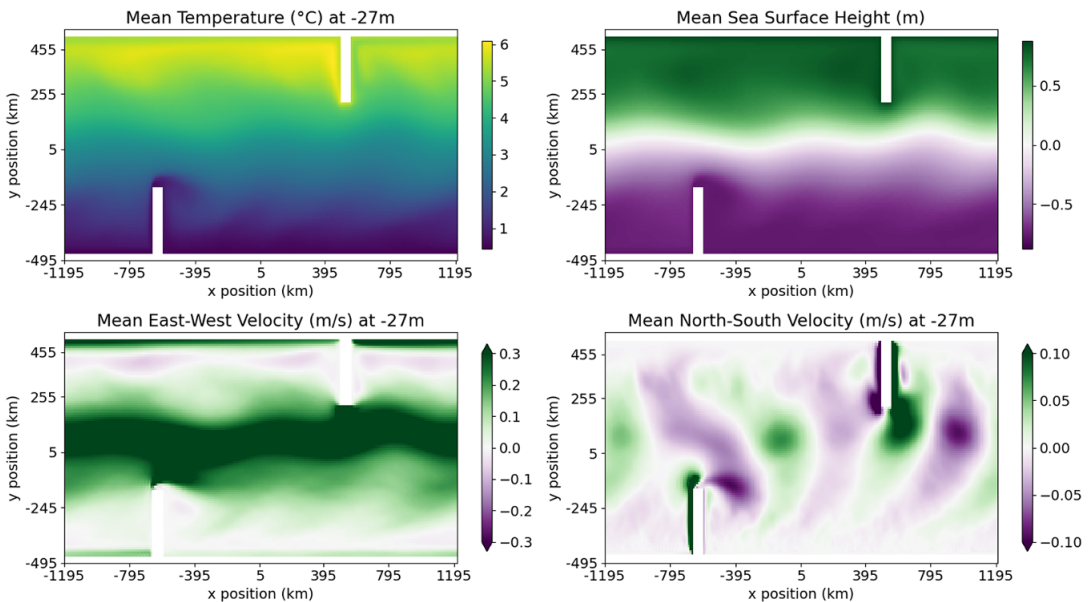 Mean Temperature (°C) at -27m
455
255
5
-245
-495
y position (km)
-1195 -795 -395 5 395 795 1195
x position (km)
6
5
4
3
2
1
Mean Sea Surface Height (m)
455
255
5
-245
-495
y position (km)
-1195 -795 -395 5 395 795 1195
x position (km)
0.5
0.0
−0.5
Mean East-West Velocity (m/s) at -27m
455
255
5
-245
-495
y position (km)
-1195 -795 -395 5 395 795 1195
x position (km)
0.3
0.2
0.1
0.0
−0.1
−0.2
−0.3
Mean North-South Velocity (m/s) at -27m
455
255
5
-245
-495
y position (km)
-1195 -795 -395 5 395 795 1195
x position (km)
0.10
0.05
0.00
−0.05
−0.10